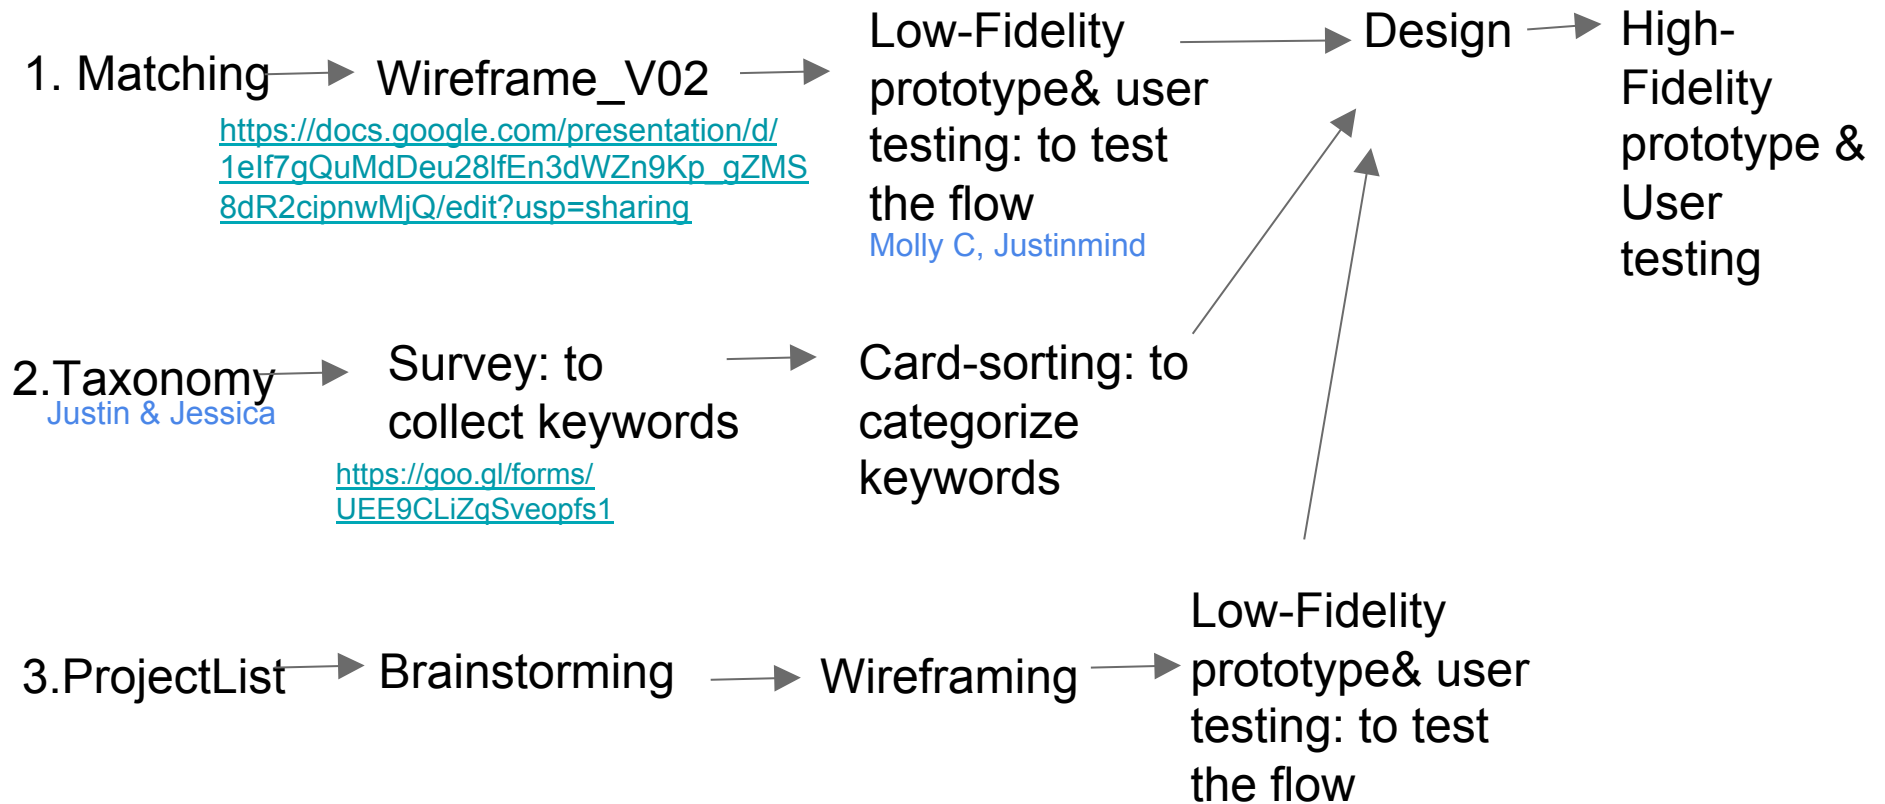 1. Matching
Wireframe_V02
https://docs.google.com/presentation/d/
1eIf7gQuMdDeu28lfEn3dWZn9Kp_gZMS
8dR2cipnwMjQ/edit?usp=sharing
Low-Fidelity
prototype& user
testing: to test
the flow
Molly C, Justinmind
Design
High-
Fidelity
prototype &
User
testing
2.Taxonomy
Justin & Jessica
Survey: to
collect keywords
https://goo.gl/forms/
UEE9CLiZqSveopfs1
Card-sorting: to
categorize
keywords
3.ProjectList
Brainstorming
Wireframing
Low-Fidelity
prototype& user
testing: to test
the flow